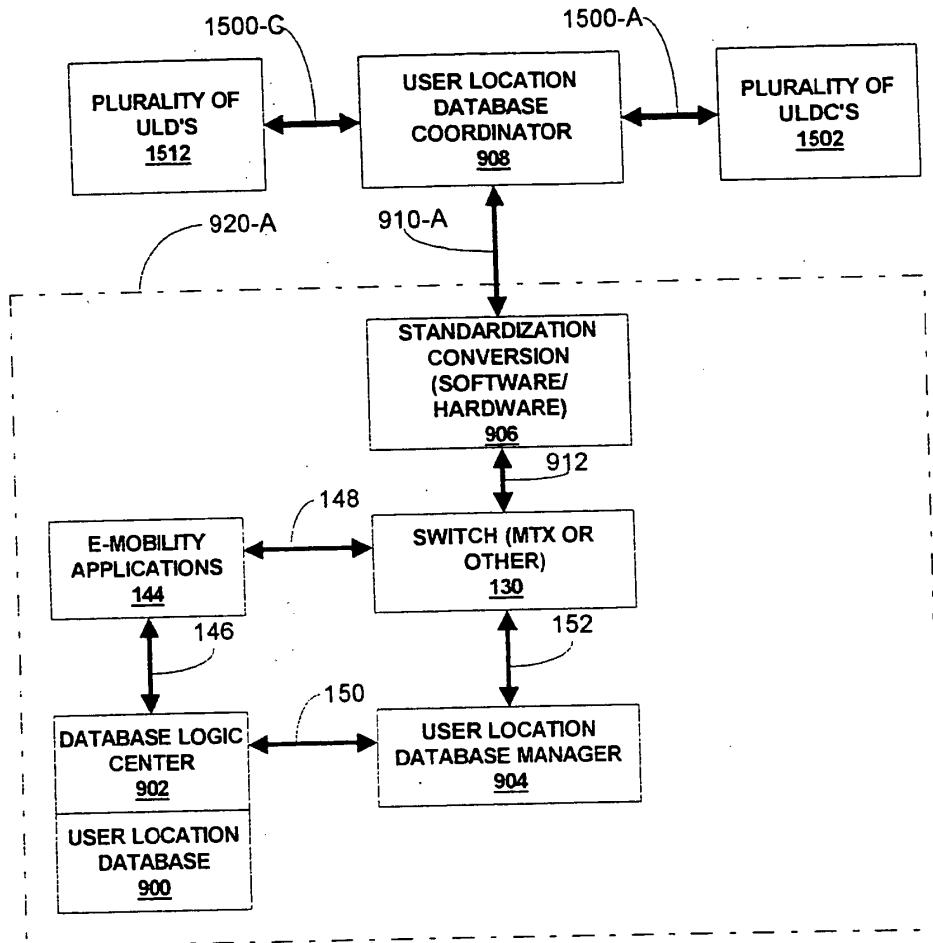 1500-C
1500-A
PLURALITY OF
ULD'S
1512
USER LOCATION
DATABASE
COORDINATOR
908
PLURALITY OF
ULDC'S
1502
920-A
910-A
STANDARDIZATION
CONVERSION
(SOFTWARE/
HARDWARE)
906
912
148
E-MOBILITY
APPLICATIONS
144
SWITCH (MTX OR
OTHER)
130
146
152
150
DATABASE LOGIC
CENTER
902
USER LOCATION
DATABASE MANAGER
904
USER LOCATION
DATABASE
900